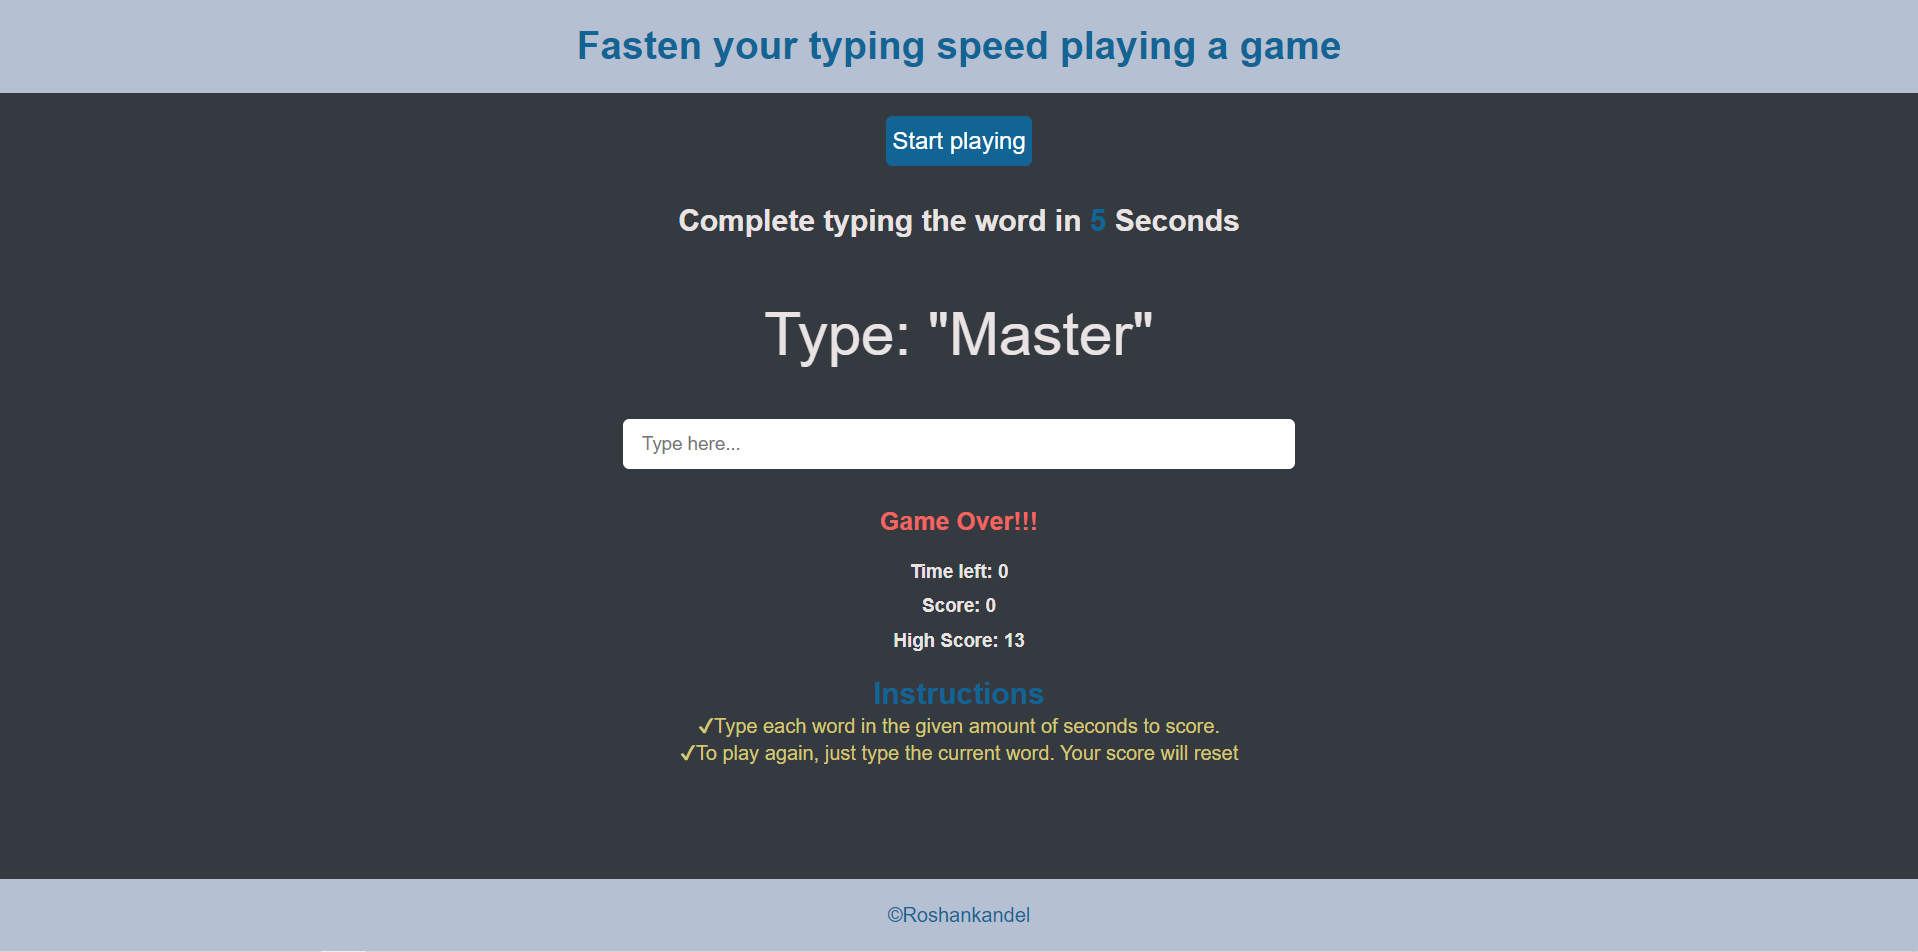 Fasten your typing speed playing a game
Start playing
Complete typing the word in 5 Seconds
Type: "Master"
Type here...
Game Over!!!
Time left: 0
Score: 0
High Score: 13
Instructions
✔Type each word in the given amount of seconds to score.
✔To play again, just type the current word. Your score will reset
©Roshankandel